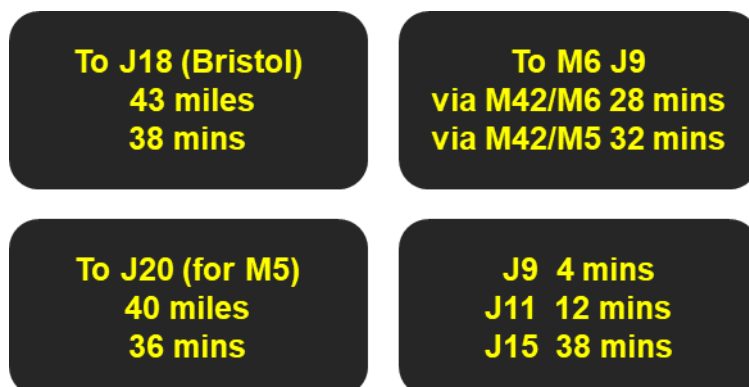 To J18 (Bristol)
43 miles
38 mins
To M6 J9
via M42/M6 28 mins
via M42/M5 32 mins
To J20 (for M5)
40 miles
36 mins
J9 4 mins
J11 12 mins
J15 38 mins